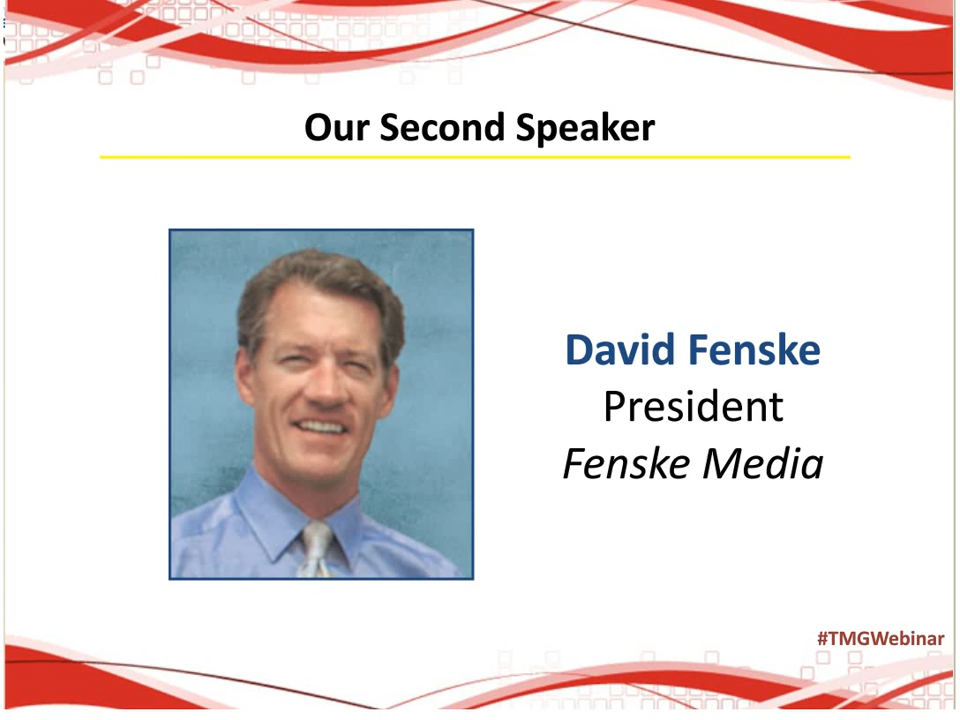 Our Second Speaker
David Fenske
President
Fenske Media
#TMGWebinar